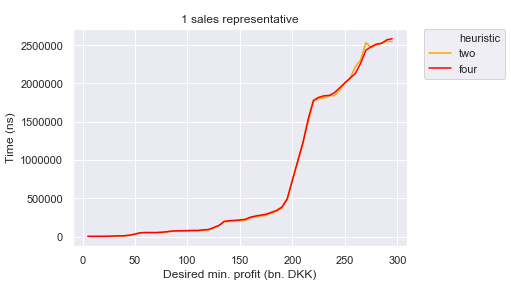 1 sales representative
heuristic
two
four
Time (ns)
2500000
2000000
1500000
1000000
500000
0
0 50 100 150 200 250 300
Desired min. profit (bn. DKK)